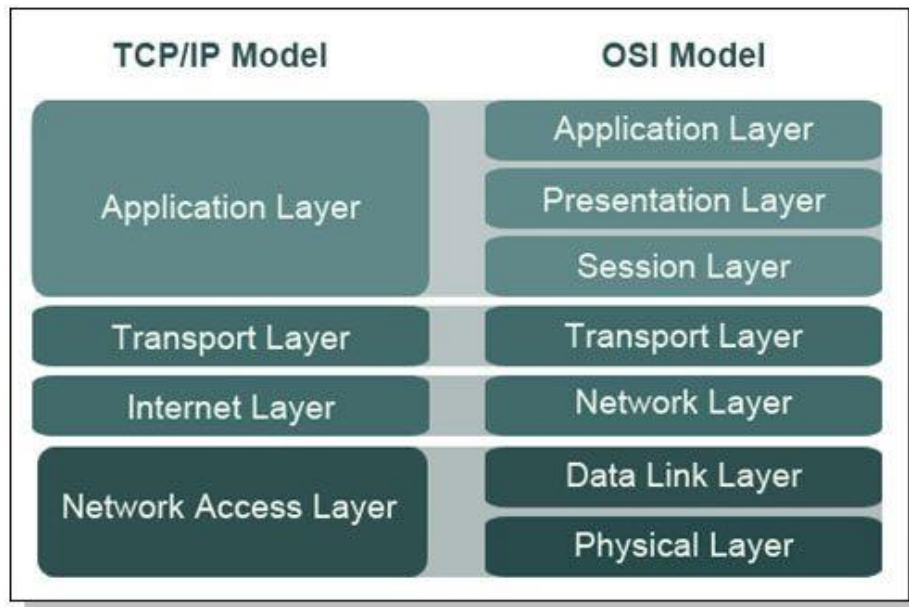 TCP/IP Model
Application Layer
Transport Layer
Internet Layer
Network Access Layer
OSI Model
Application Layer
Presentation Layer
Session Layer
Transport Layer
Network Layer
Data Link Layer
Physical Layer